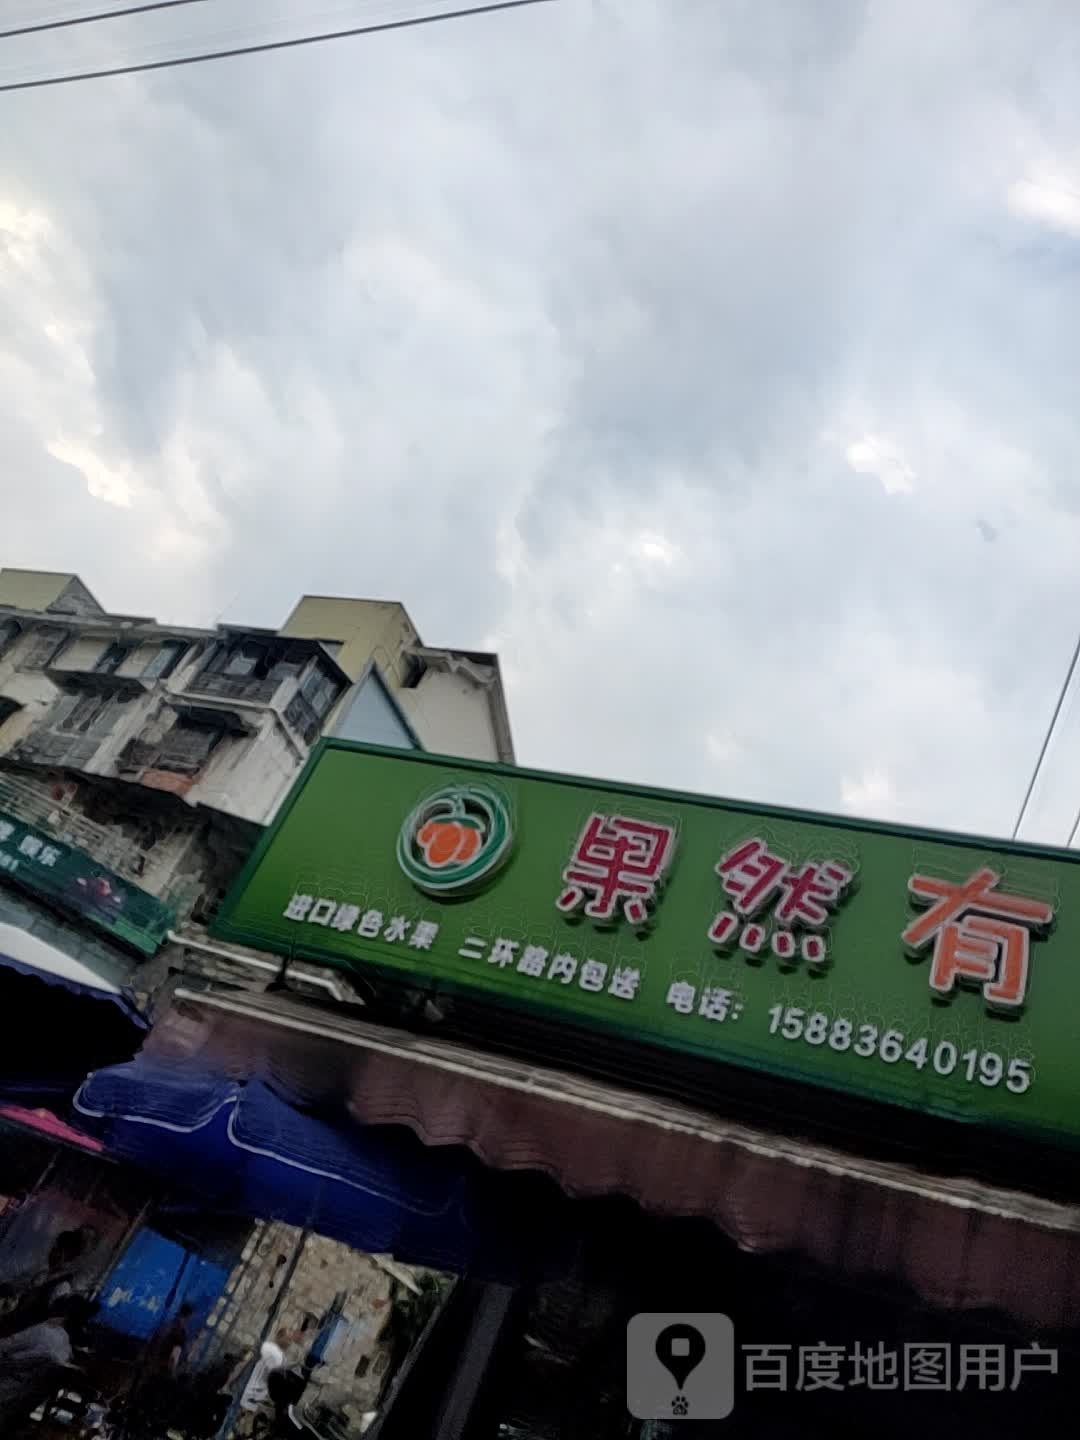 果然有
进口绿色水果 二环路内包送 电话：15883640195
百度地图用户